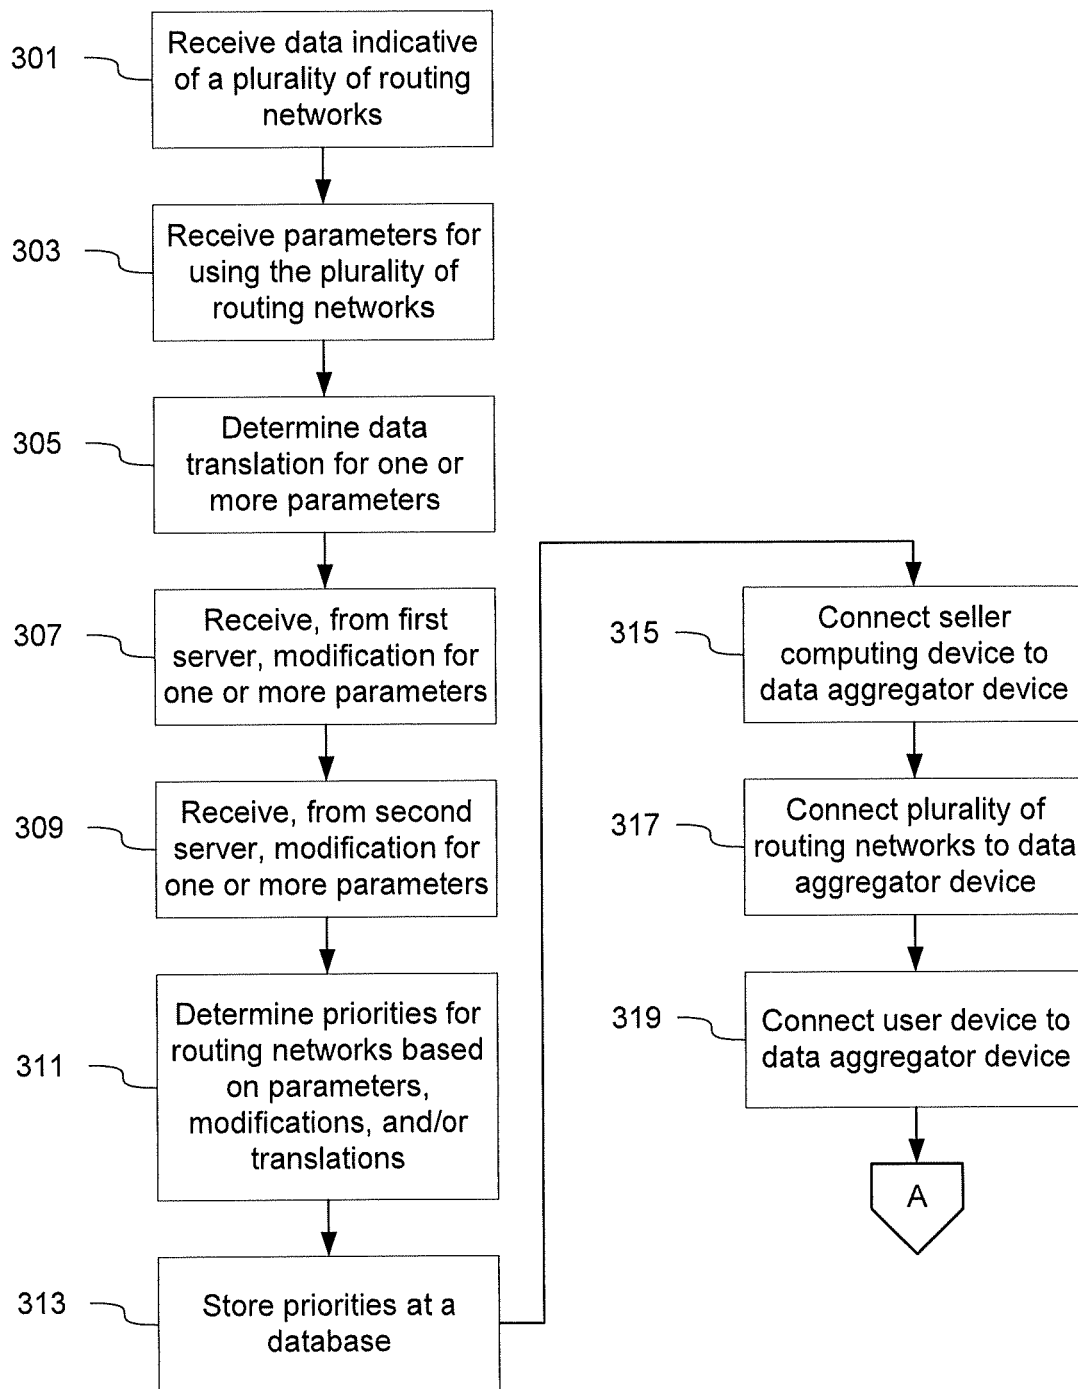 301
Receive data indicative
of a plurality of routing
networks
303
Receive parameters for
using the plurality of
routing networks
305
Determine data
translation for one or
more parameters
307
Receive, from first
server, modification for
one or more parameters
309
Receive, from second
server, modification for
one or more parameters
311
Determine priorities for
routing networks based
on parameters,
modifications, and/or
translations
313
Store priorities at a
database
315
Connect seller
computing device to
data aggregator device
317
Connect plurality of
routing networks to data
aggregator device
319
Connect user device to
data aggregator device
A